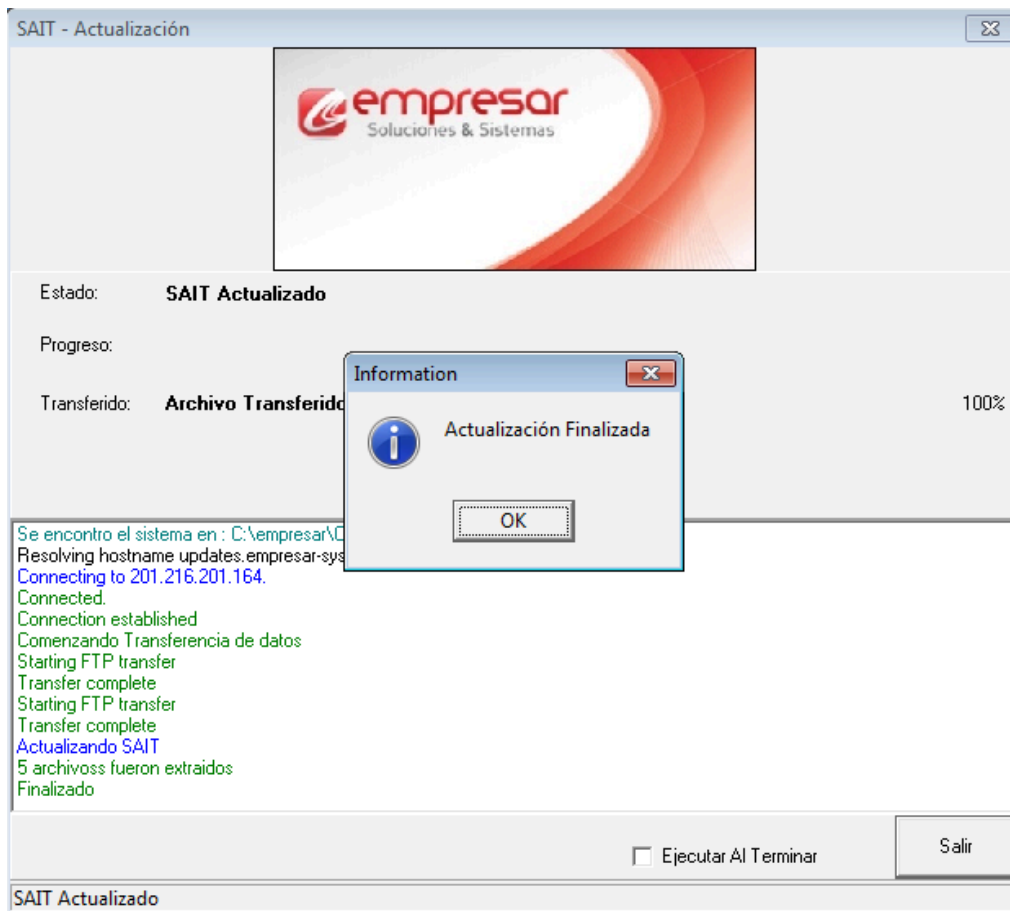 SAIT - Actualización
empresar
Soluciones & Sistemas
Estado: SAIT Actualizado
Progreso:
Transferido: Archivo Transferido 100%
Information
Actualización Finalizada
OK
Se encontro el sistema en : C:\empresar\
Resolving hostname updates.empresar-sys
Connecting to 201.216.201.164.
Connected.
Connection established
Comenzando Transferencia de datos
Starting FTP transfer
Transfer complete
Starting FTP transfer
Transfer complete
Actualizando SAIT
5 archivoss fueron extraidos
Finalizado
Ejecutar Al Terminar
Salir
SAIT Actualizado